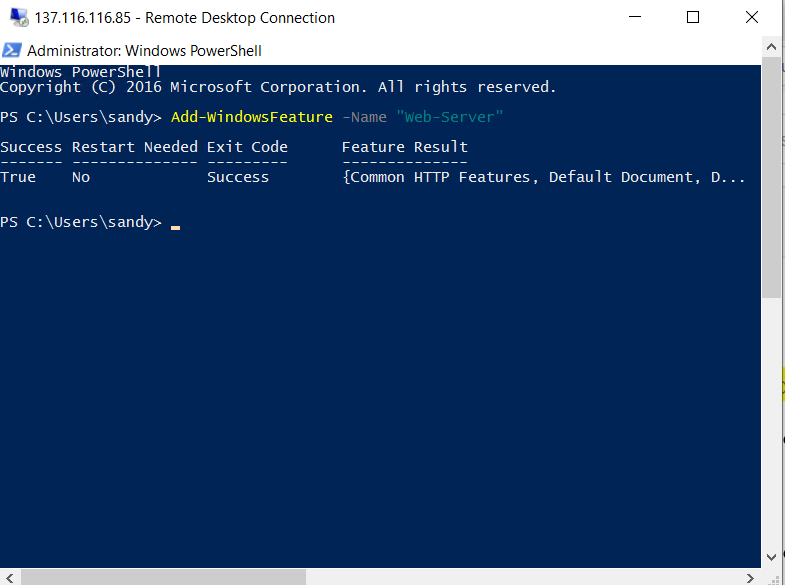 137.116.116.85 - Remote Desktop Connection
Administrator: Windows PowerShell
Windows PowerShell
Copyright (C) 2016 Microsoft Corporation. All rights reserved.
PS C:\Users\sandy> Add-WindowsFeature -Name "Web-Server"
Success Restart Needed Exit Code      Feature Result
------- -------------- ---------      --------------
True    No             Success        {Common HTTP Features, Default Document, D...
PS C:\Users\sandy> _